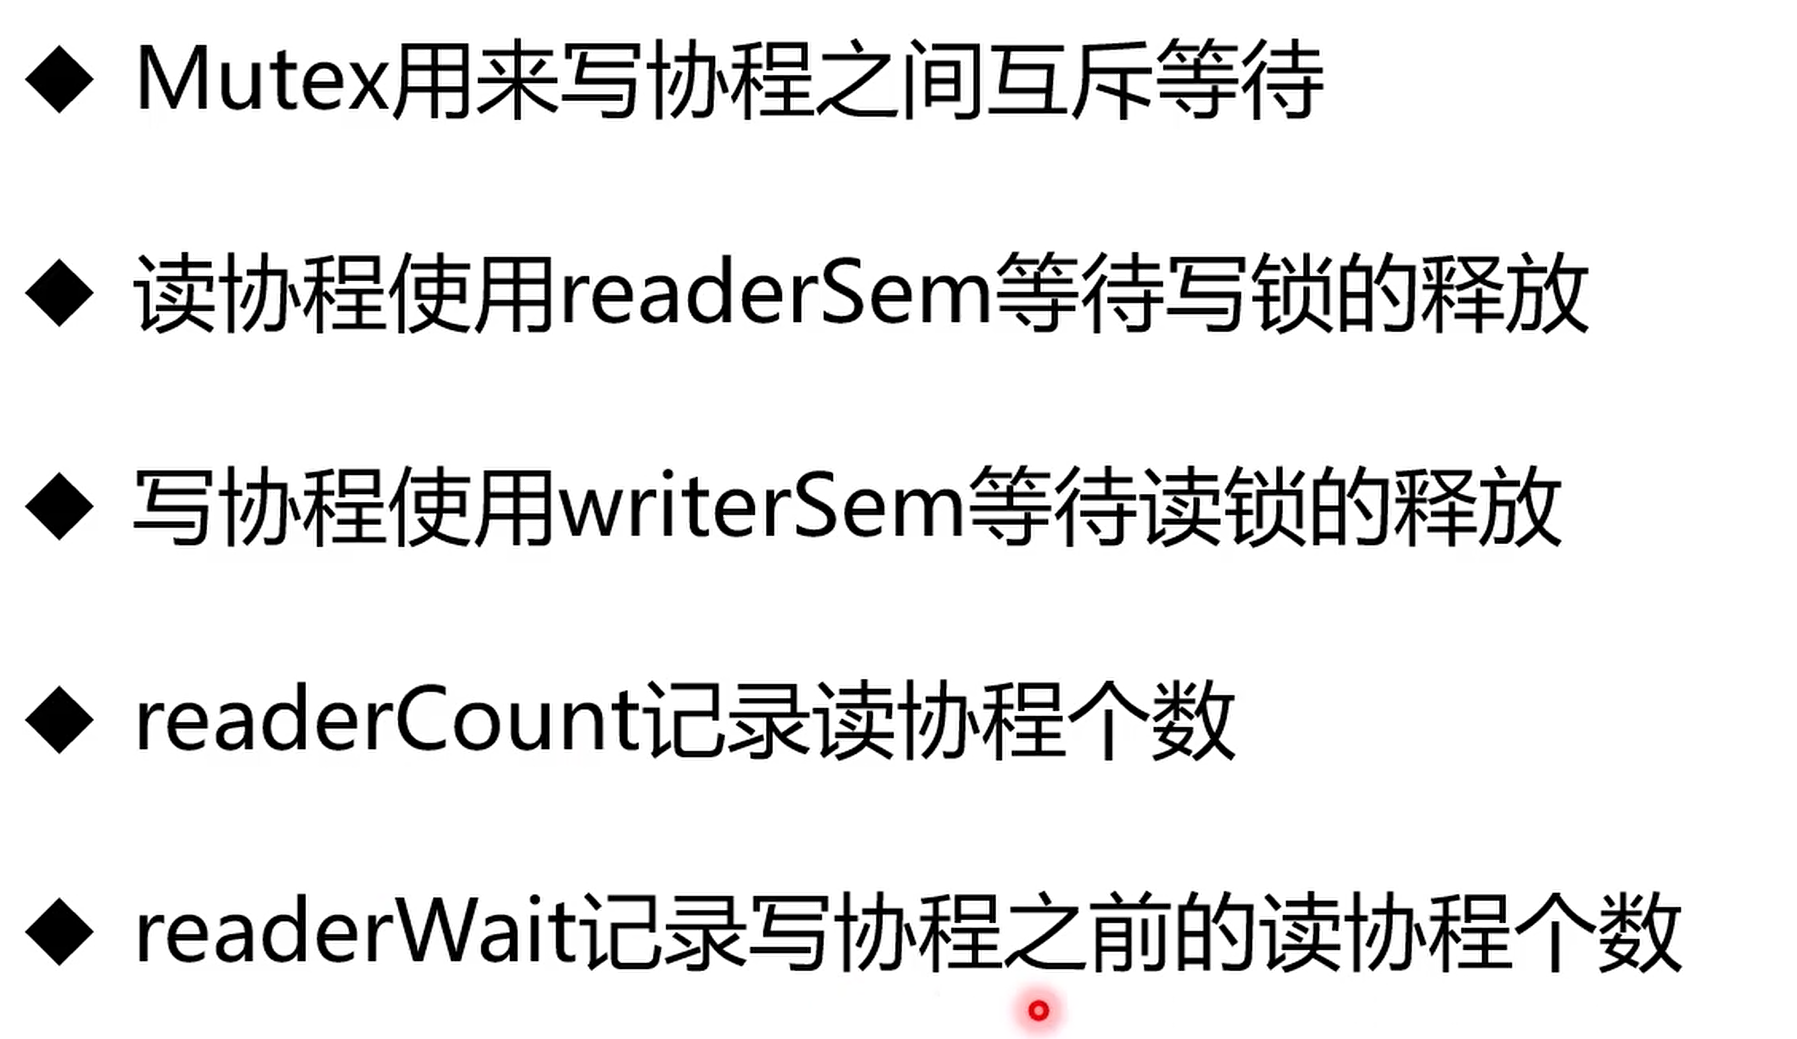 ◆ Mutex用来写协程之间互斥等待
◆ 读协程使用readerSem等待写锁的释放
◆ 写协程使用writerSem等待读锁的释放
◆ readerCount记录读协程个数
◆ readerWait记录写协程之前的读协程个数